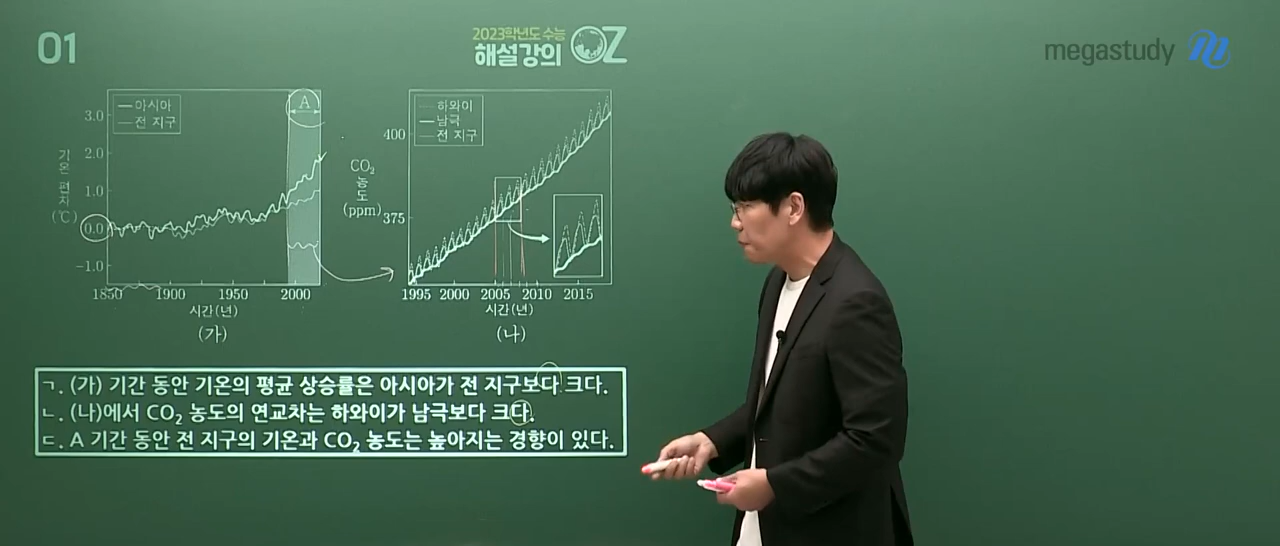 01
2023학년도 수능
해설강의 OZ
megastudy
아시아
전 지구
A
3.0
2.0
1.0
0.0
-1.0
기온 편차 (℃)
1850 1900 1950 2000
시간(년)
(가)
하와이
남극
전 지구
400
375
CO₂ 농도 (ppm)
1995 2000 2005 2010 2015
시간(년)
(나)
ㄱ. (가) 기간 동안 기온의 평균 상승률은 아시아가 전 지구보다 크다.
ㄴ. (나)에서 CO₂ 농도의 연교차는 하와이가 남극보다 크다.
ㄷ. A 기간 동안 전 지구의 기온과 CO₂ 농도는 높아지는 경향이 있다.